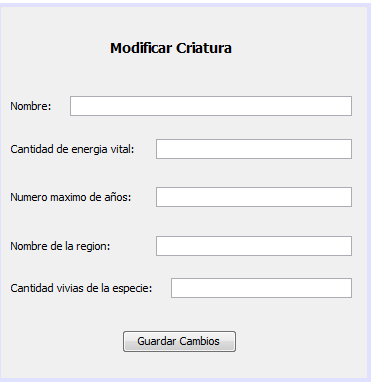 Modificar Criatura
Nombre:
Cantidad de energia vital:
Numero maximo de años:
Nombre de la region:
Cantidad vivias de la especie:
Guardar Cambios